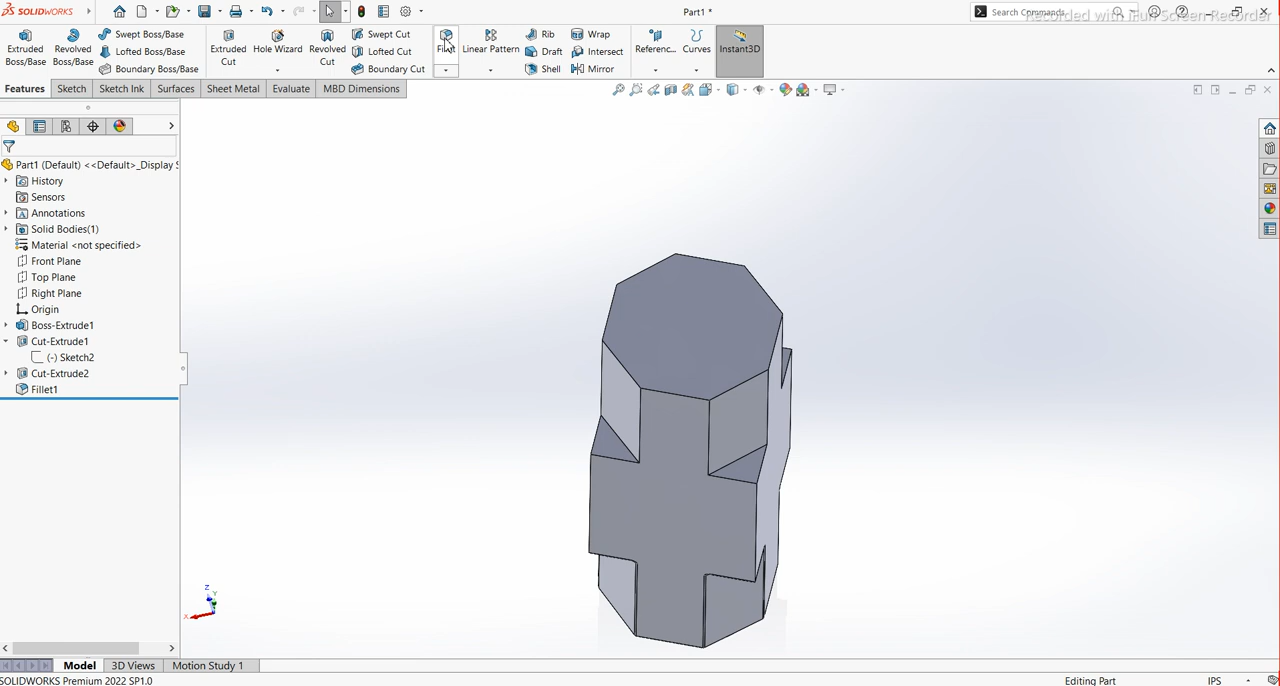 SOLIDWORKS
Part1 *
Search Commands
Recorded with iFun Screen Recorder
Extruded Boss/Base
Revolved Boss/Base
Swept Boss/Base
Lofted Boss/Base
Boundary Boss/Base
Extruded Cut
Hole Wizard
Revolved Cut
Swept Cut
Lofted Cut
Boundary Cut
Fillet
Linear Pattern
Rib
Draft
Shell
Wrap
Intersect
Mirror
Referenc...
Curves
Instant3D
Features
Sketch
Sketch Ink
Surfaces
Sheet Metal
Evaluate
MBD Dimensions
Part1 (Default) <<Default>_Display S
History
Sensors
Annotations
Solid Bodies(1)
Material <not specified>
Front Plane
Top Plane
Right Plane
Origin
Boss-Extrude1
Cut-Extrude1
(-) Sketch2
Cut-Extrude2
Fillet1
Z
Y
X
Model
3D Views
Motion Study 1
SOLIDWORKS Premium 2022 SP1.0
Editing Part
IPS